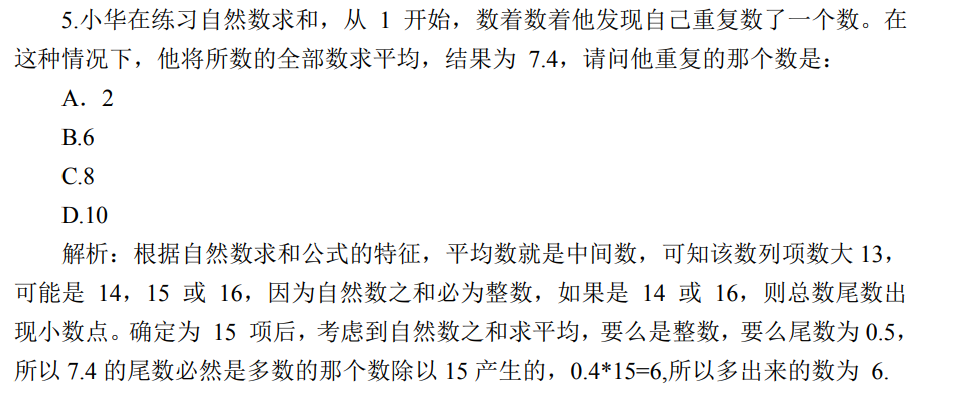 5.小华在练习自然数求和，从 1 开始，数着数着他发现自己重复数了一个数。在
这种情况下，他将所数的全部数求平均，结果为 7.4，请问他重复的那个数是：
A．2
B.6
C.8
D.10
解析：根据自然数求和公式的特征，平均数就是中间数，可知该数列项数大 13，
可能是 14，15 或 16，因为自然数之和必为整数，如果是 14 或 16，则总数尾数出
现小数点。确定为 15 项后，考虑到自然数之和求平均，要么是整数，要么尾数为 0.5，
所以 7.4 的尾数必然是多数的那个数除以 15 产生的，0.4*15=6,所以多出来的数为 6.